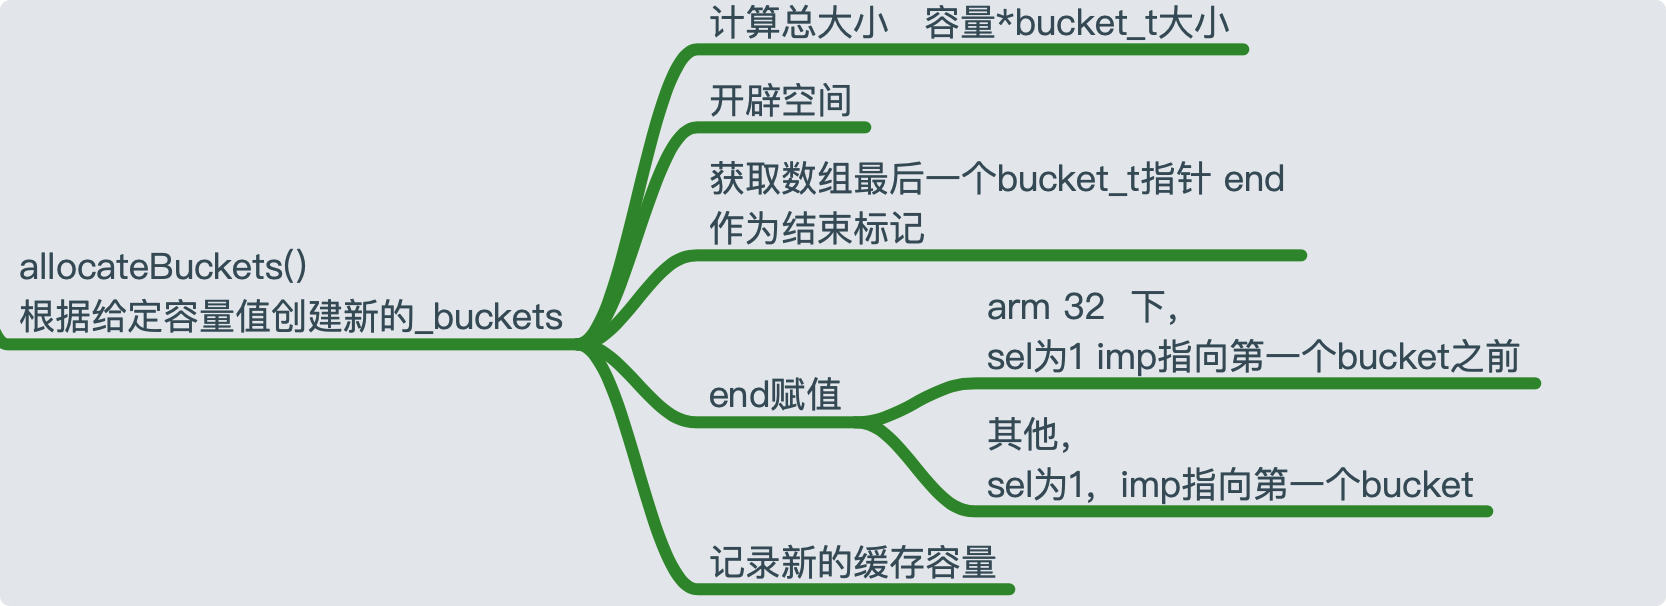 计算总大小 容量*bucket_t大小
开辟空间
获取数组最后一个bucket_t指针 end
作为结束标记
allocateBuckets()
根据给定容量值创建新的_buckets
end赋值
arm 32 下，
sel为1 imp指向第一个bucket之前
其他，
sel为1，imp指向第一个bucket
记录新的缓存容量